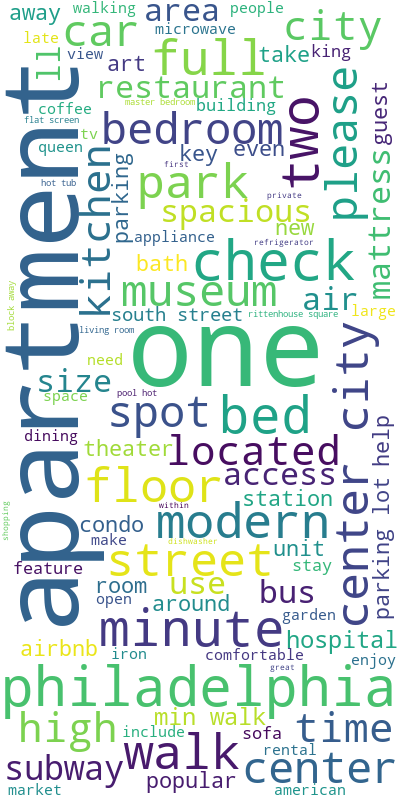 away
walking
area
people
car
microwave
city
late
view
art
full
take
king
restaurant
ll
master bedroom
building
coffee
flat screen
bedroom
two
please
guest
tv
queen
key
even
first
hot tub
park
private
apartment
kitchen
parking
spacious
mattress
new
appliance
refrigerator
bath
check
block away
museum
air
large
south street
rittenhouse square
living room
one
need
size
space
pool hot
spot
bed
center city
dining
theater
located
access
floor
station
parking lot help
shopping
condo
within
modern
make
dishwasher
street
unit
feature
stay
room
use
bus
open
around
garden
minute
airbnb
iron
comfortable
hospital
great
enjoy
philadelphia
high
min walk
time
include
sofa
rental
subway
walk
center
popular
market
american